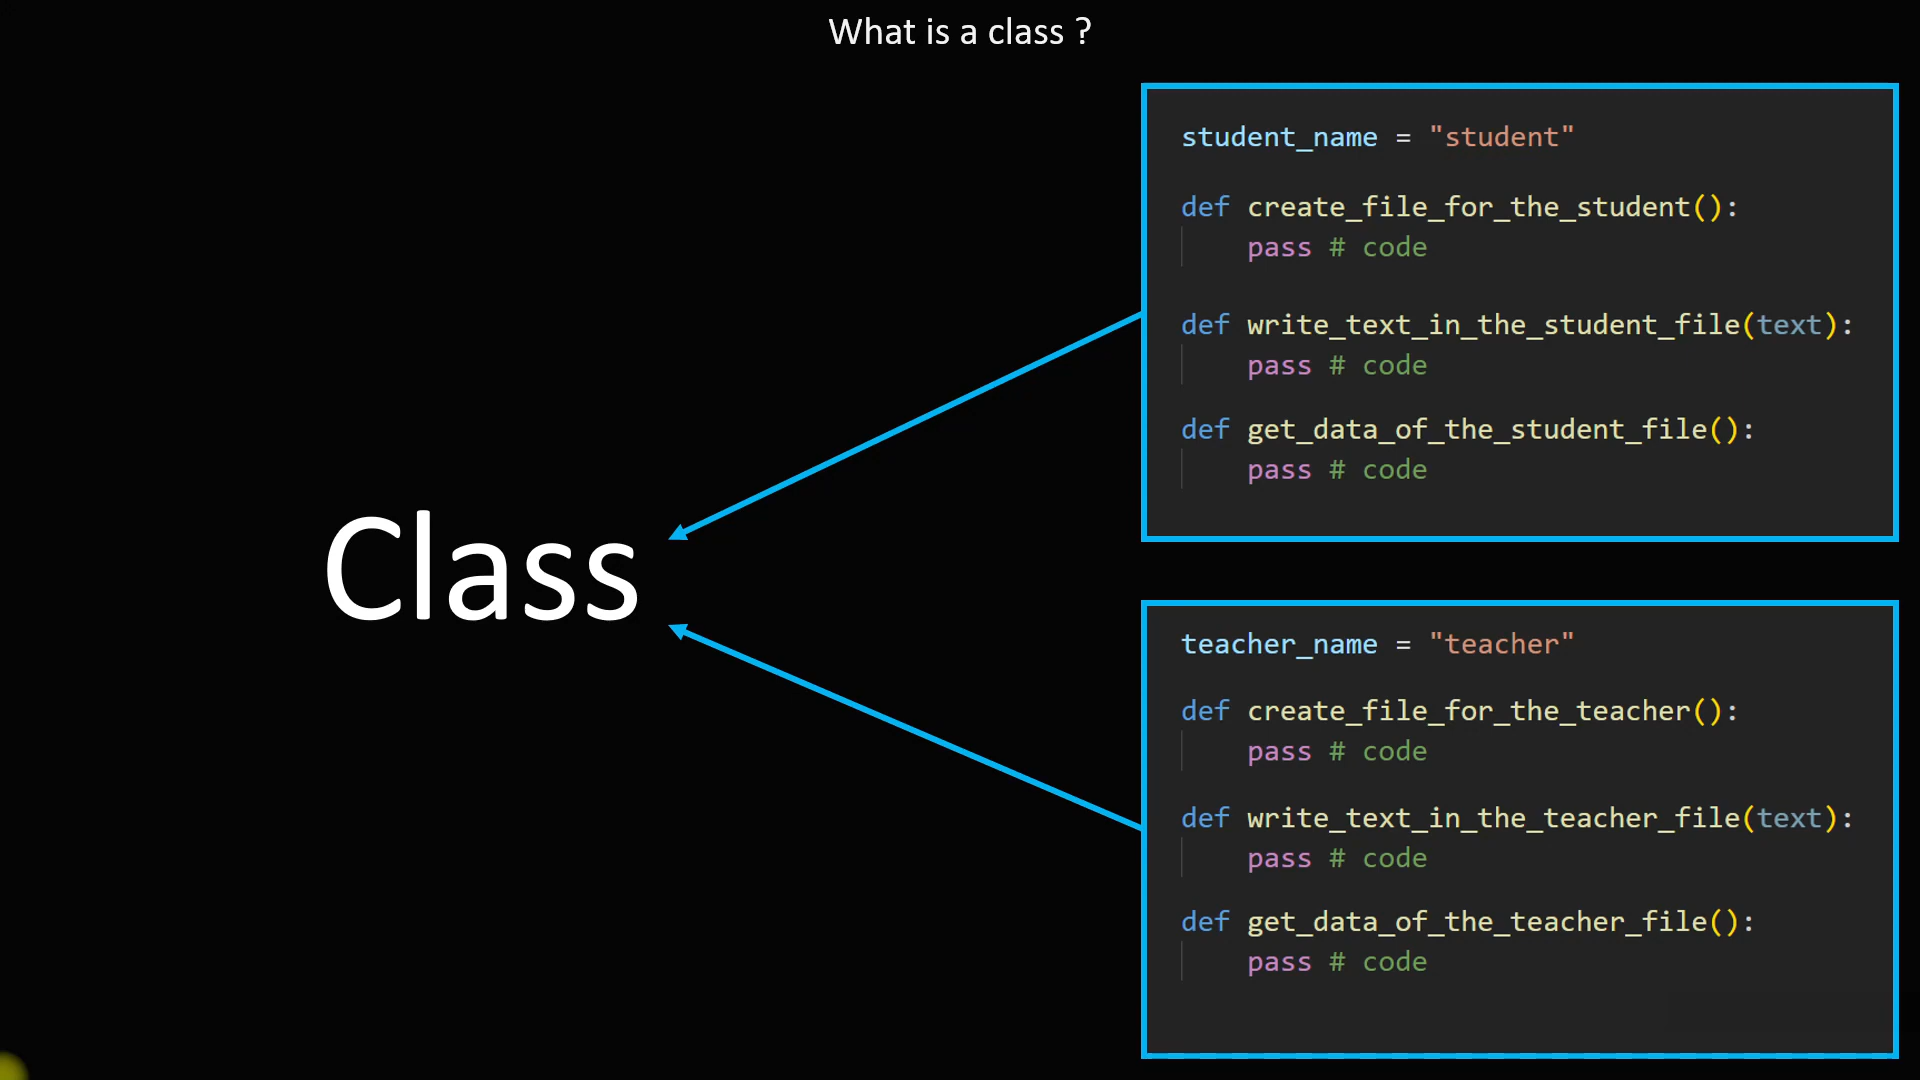 What is a class ?
Class
student_name = "student"
def create_file_for_the_student():
    pass # code
def write_text_in_the_student_file(text):
    pass # code
def get_data_of_the_student_file():
    pass # code
teacher_name = "teacher"
def create_file_for_the_teacher():
    pass # code
def write_text_in_the_teacher_file(text):
    pass # code
def get_data_of_the_teacher_file():
    pass # code